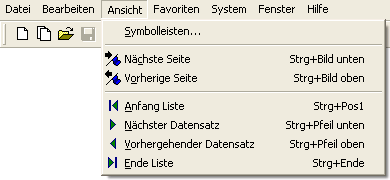 Datei Bearbeiten Ansicht Favoriten System Fenster Hilfe
Symbolleisten...
Nächste Seite Strg+Bild unten
Vorherige Seite Strg+Bild oben
Anfang Liste Strg+Pos1
Nächster Datensatz Strg+Pfeil unten
Vorhergehender Datensatz Strg+Pfeil oben
Ende Liste Strg+Ende